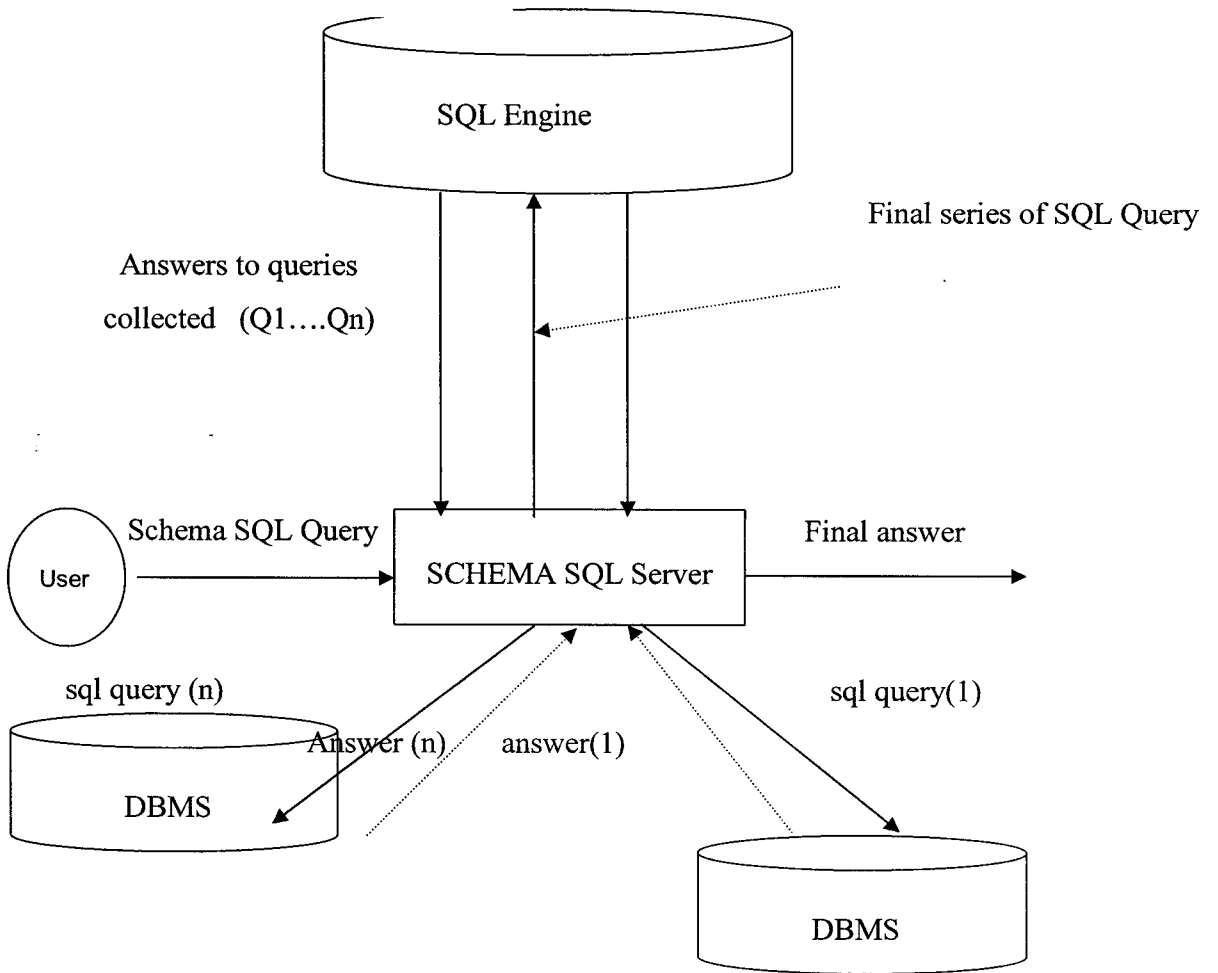 SQL Engine
Final series of SQL Query
Answers to queries
collected (Q1....Qn)
Schema SQL Query
Final answer
User
SCHEMA SQL Server
sql query (n)
sql query(1)
Answer (n)
answer(1)
DBMS
DBMS